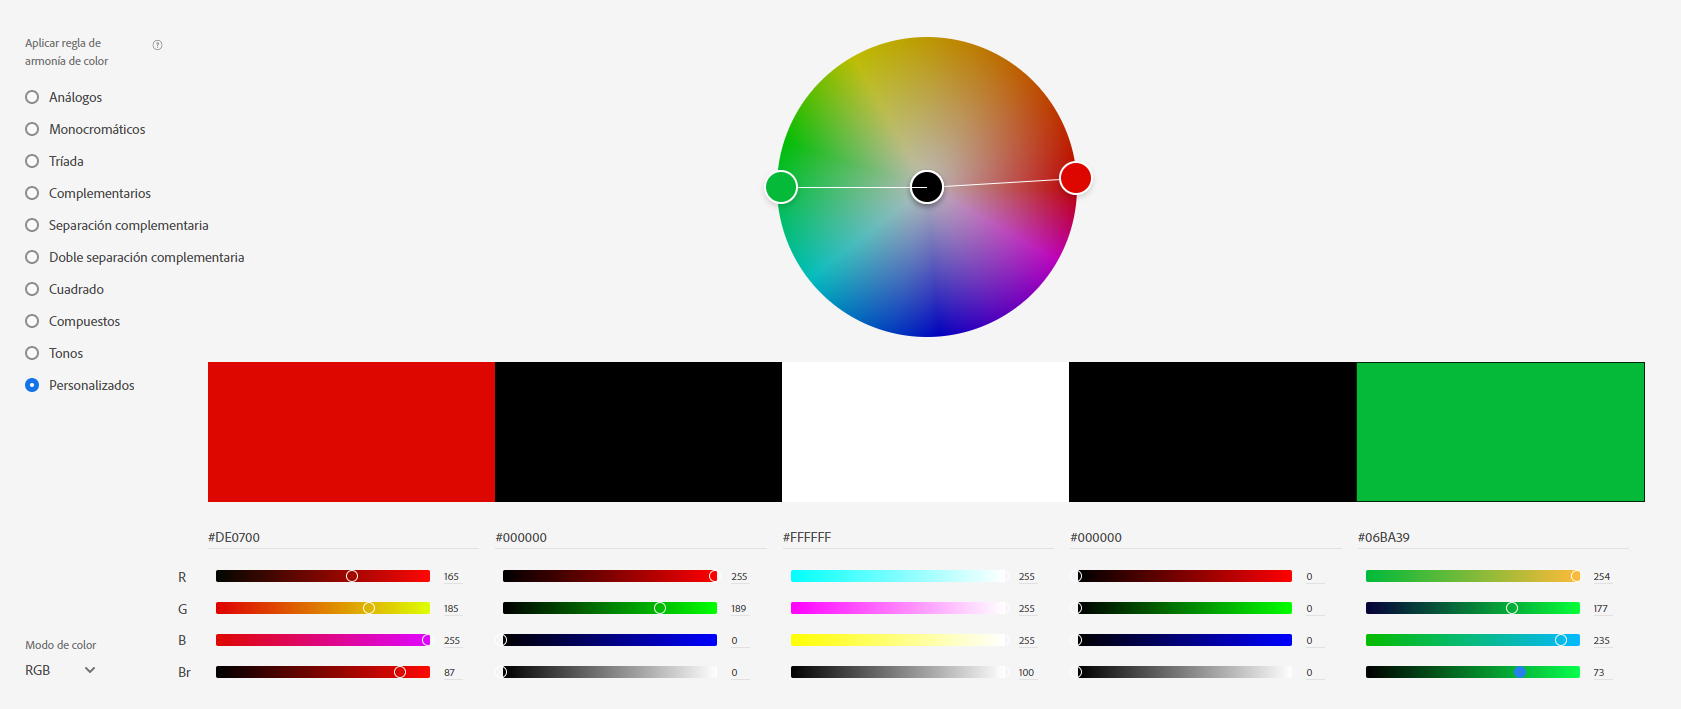 Aplicar regla de
armonía de color
?
Análogos
Monocromáticos
Tríada
Complementarios
Separación complementaria
Doble separación complementaria
Cuadrado
Compuestos
Tonos
Personalizados
#DE0700 #000000 #FFFFFF #000000 #06BA39
R 165 255 255 0 254
G 185 189 255 0 177
B 255 0 255 0 235
Br 87 0 100 0 73
Modo de color
RGB